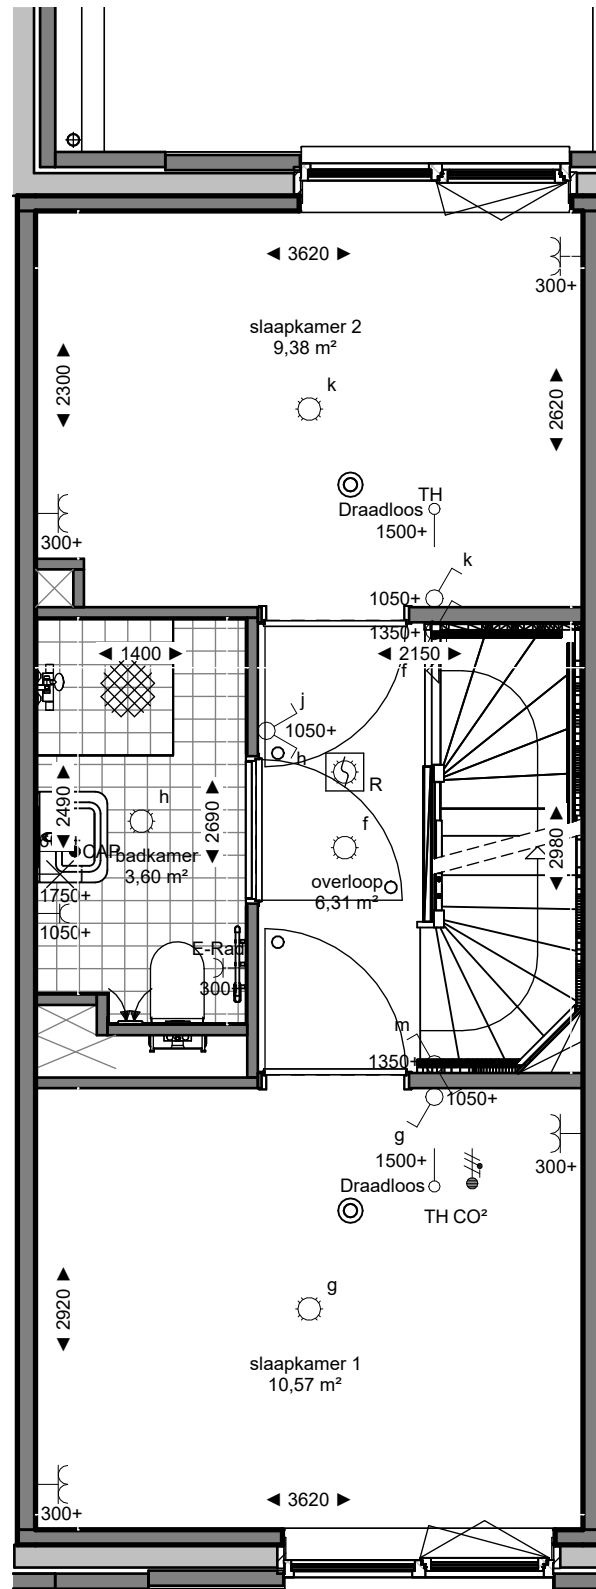 ◄ 3620 ►
300+
slaapkamer 2
9,38 m²
◄ 2300 ►
◄ 2620 ►
k
TH
Draadloos
1500+
300+
k
1050+
1350+
◄ 1400 ►
◄ 2150 ►
f
j
1050+
h
R
◄ 2490 ►
h
◄ 2690 ►
f
◄ 2980 ►
CAP
badkamer
3,60 m²
overloop
6,31 m²
1750+
1050+
E-Rad
300+
m
1350+
1050+
g
1500+
300+
Draadloos
TH CO²
◄ 2920 ►
g
slaapkamer 1
10,57 m²
◄ 3620 ►
300+